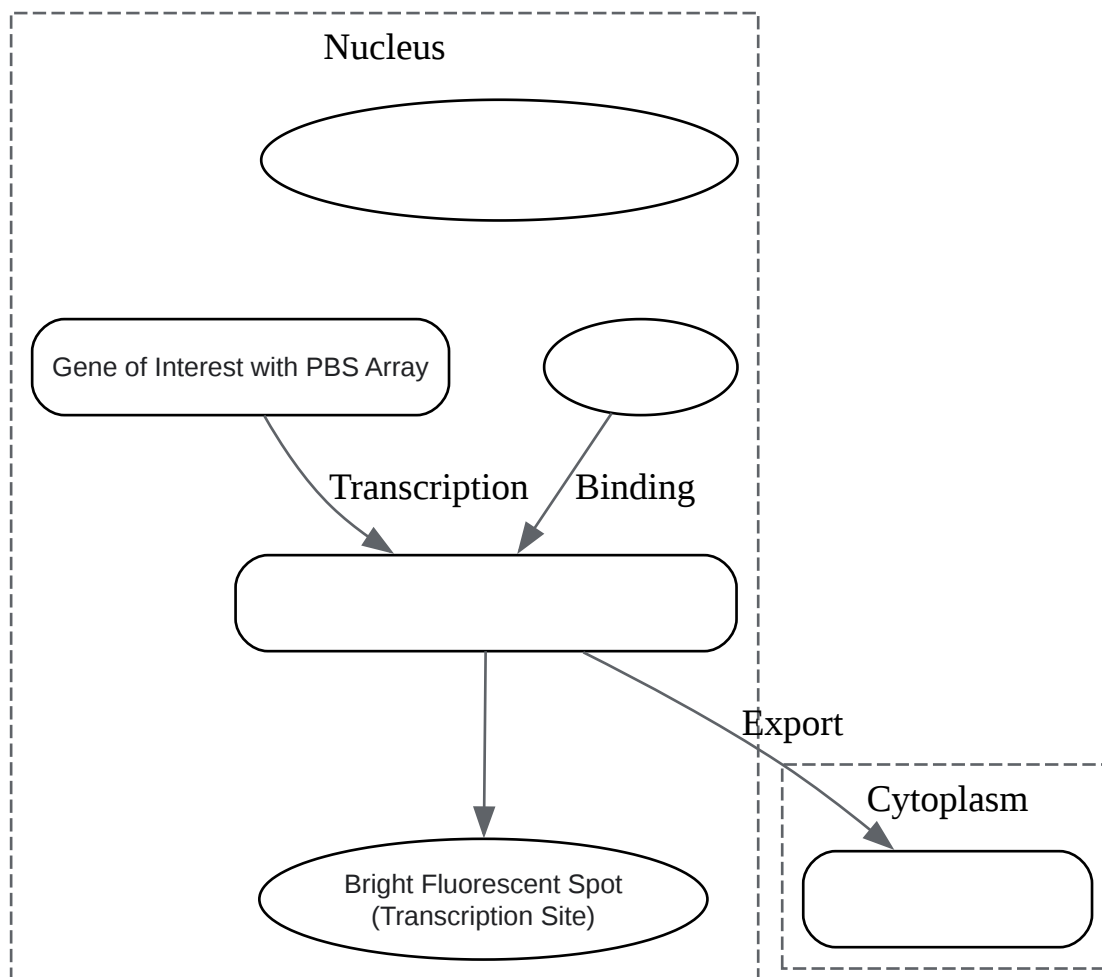 Nucleus
Gene of Interest with PBS Array
Transcription
Binding
Export
Cytoplasm
Bright Fluorescent Spot
(Transcription Site)